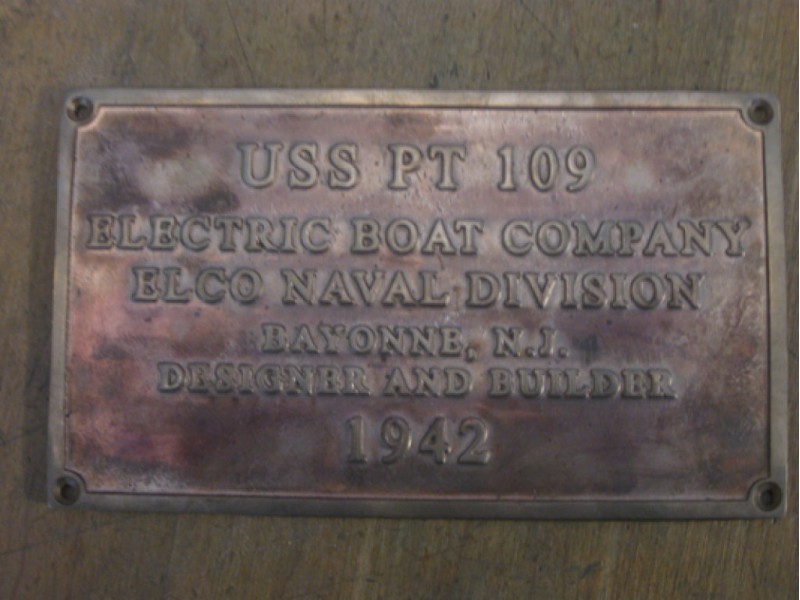 USS PT 109
ELECTRIC BOAT COMPANY
ELCO NAVAL DIVISION
BAYONNE, N.J.
DESIGNER AND BUILDER
1942